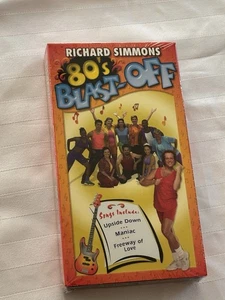 RICHARD SIMMONS
80's
BLAST-OFF
Songs Include:
Upside Down
Maniac
Freeway of
Love